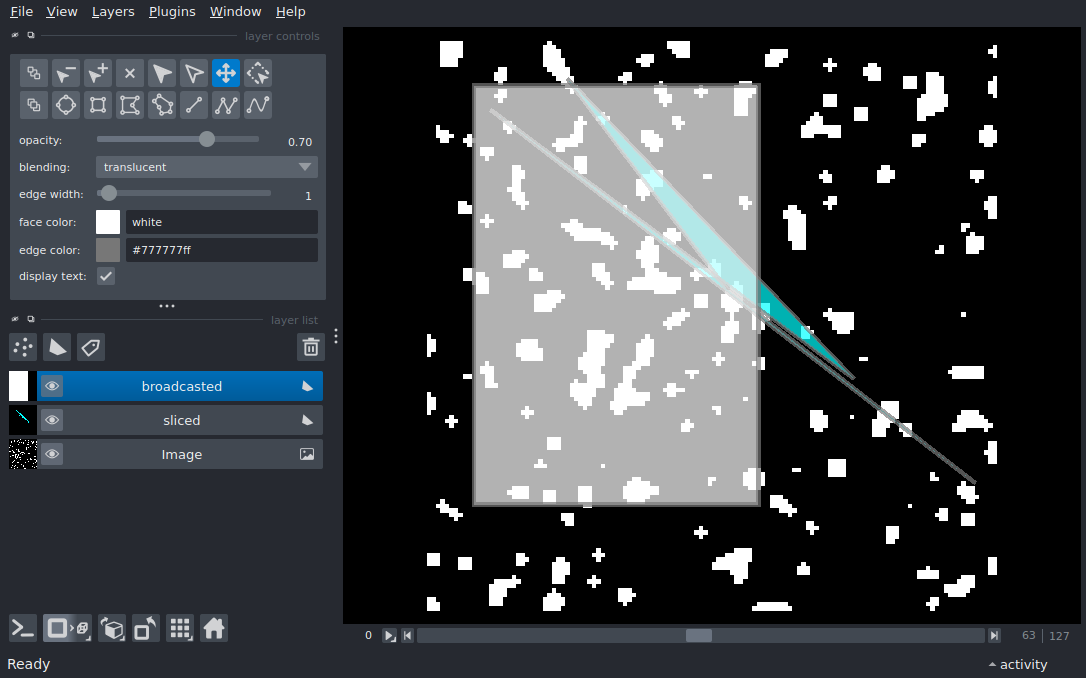 File View Layers Plugins Window Help
layer controls
opacity: 0.70
blending: translucent
edge width: 1
face color: white
edge color: #777777ff
display text:
layer list
broadcasted
sliced
Image
0 63 127
Ready activity